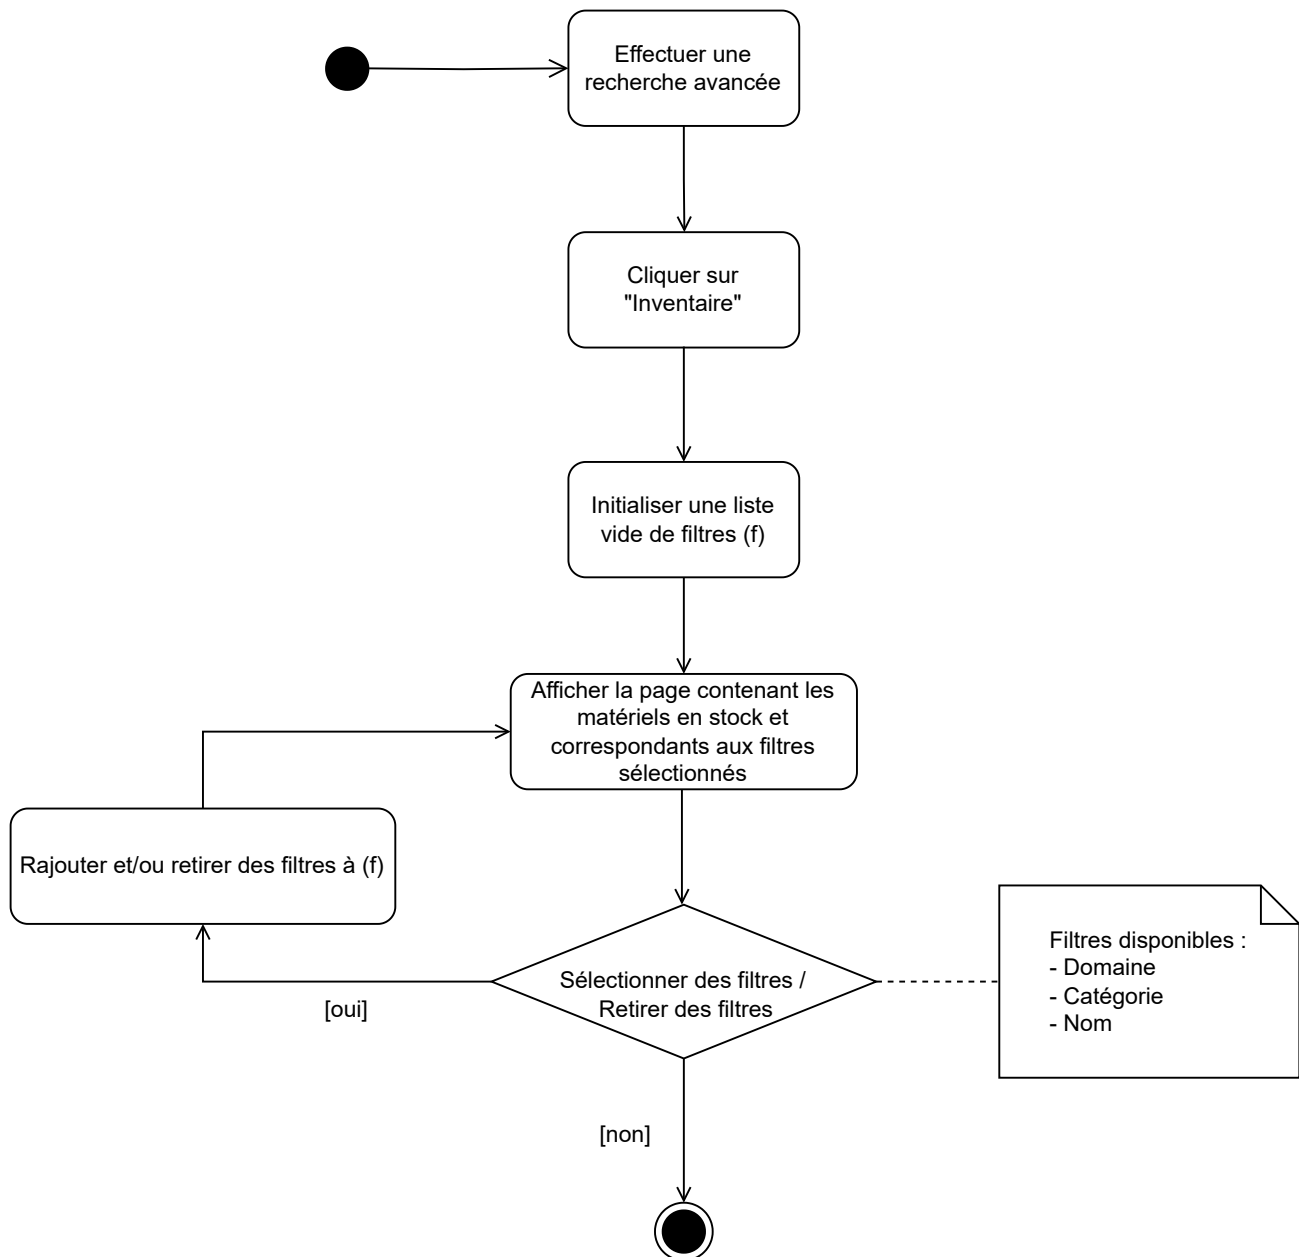 Effectuer une
recherche avancée
Cliquer sur
"Inventaire"
Initialiser une liste
vide de filtres (f)
Afficher la page contenant les
matériels en stock et
correspondants aux filtres
sélectionnés
Rajouter et/ou retirer des filtres à (f)
Sélectionner des filtres /
Retirer des filtres
Filtres disponibles :
- Domaine
- Catégorie
- Nom
[oui]
[non]